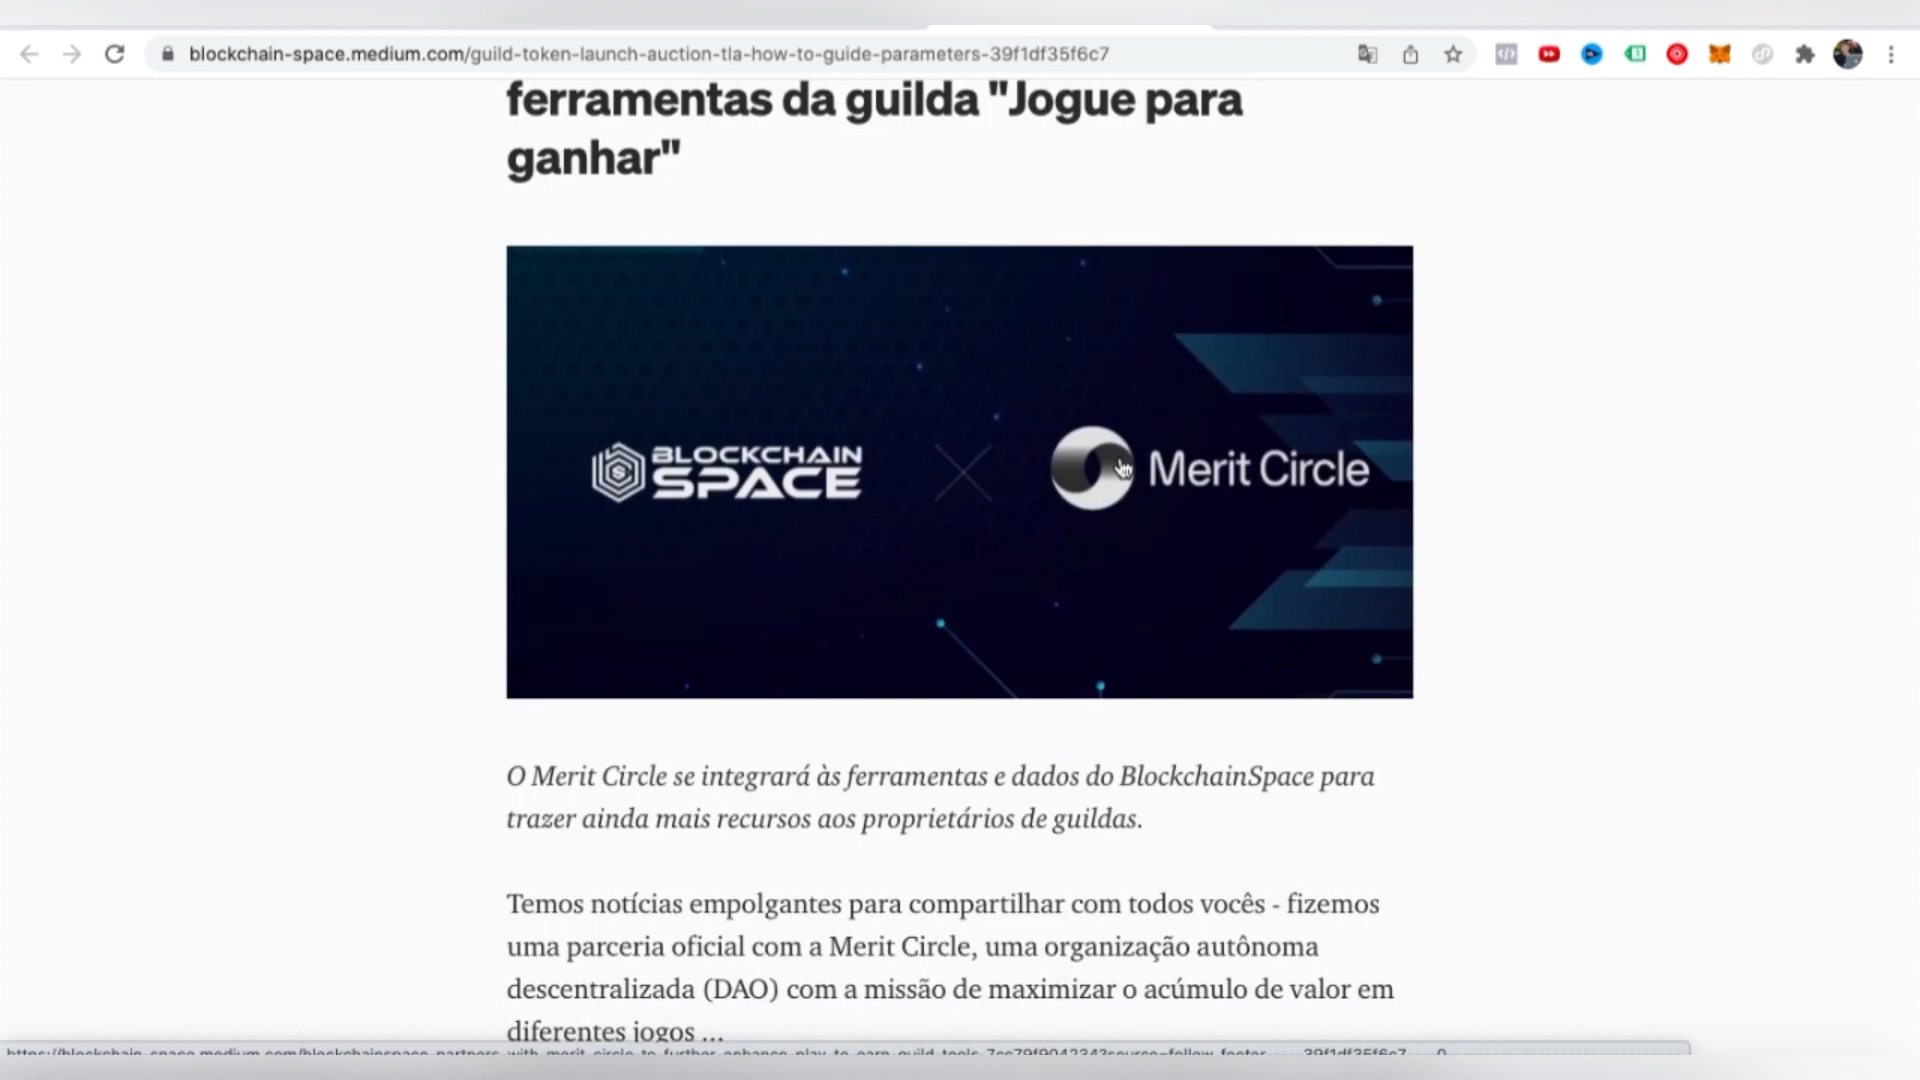 blockchain-space.medium.com/guild-token-launch-auction-tla-how-to-guide-parameters-39f1df35f6c7
ferramentas da guilda "Jogue para
ganhar"
BLOCKCHAIN
SPACE
Merit Circle
O Merit Circle se integrará às ferramentas e dados do BlockchainSpace para
trazer ainda mais recursos aos proprietários de guildas.
Temos notícias empolgantes para compartilhar com todos vocês - fizemos
uma parceria oficial com a Merit Circle, uma organização autônoma
descentralizada (DAO) com a missão de maximizar o acúmulo de valor em
diferentes jogos ...